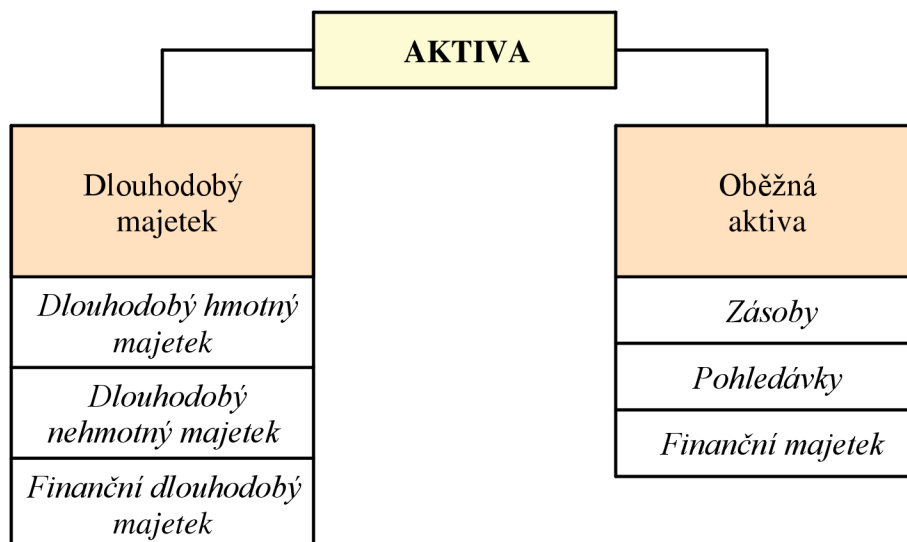 AKTIVA
Dlouhodobý
majetek
Dlouhodobý hmotný
majetek
Dlouhodobý
nehmotný majetek
Finanční dlouhodobý
majetek
Oběžná
aktiva
Zásoby
Pohledávky
Finanční majetek